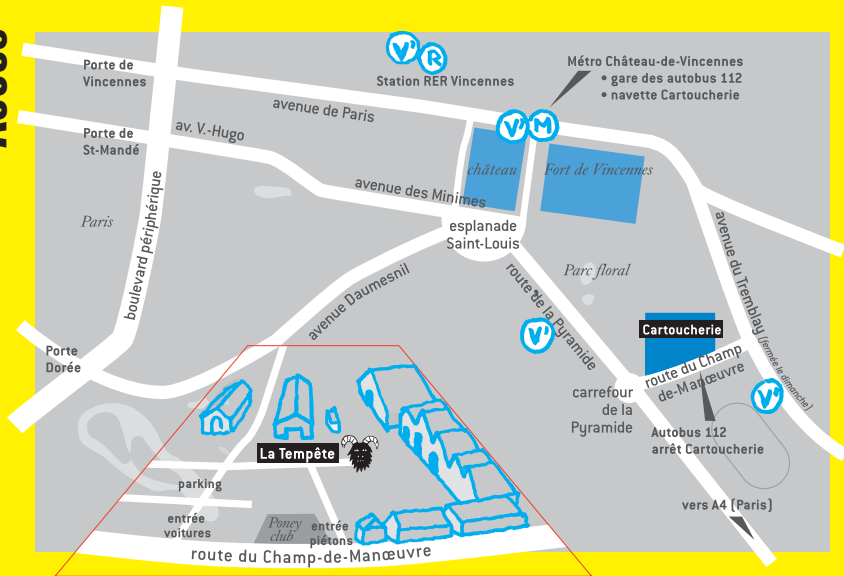 Accès
V' R
Station RER Vincennes
Métro Château-de-Vincennes
• gare des autobus 112
• navette Cartoucherie
Porte de
Vincennes
avenue de Paris
V' M
Porte de
St-Mandé
av. V.-Hugo
château
Fort de Vincennes
avenue des Minimes
Paris
boulevard périphérique
esplanade
Saint-Louis
avenue du Tremblay (fermée le dimanche)
Parc floral
avenue Daumesnil
route de la Pyramide
V'
Cartoucherie
Porte
Dorée
route du Champ
de-Manœuvre
carrefour
de la
Pyramide
V'
Autobus 112
arrêt Cartoucherie
La Tempête
parking
vers A4 (Paris)
entrée
voitures
Poney
club
entrée
piétons
route du Champ-de-Manœuvre